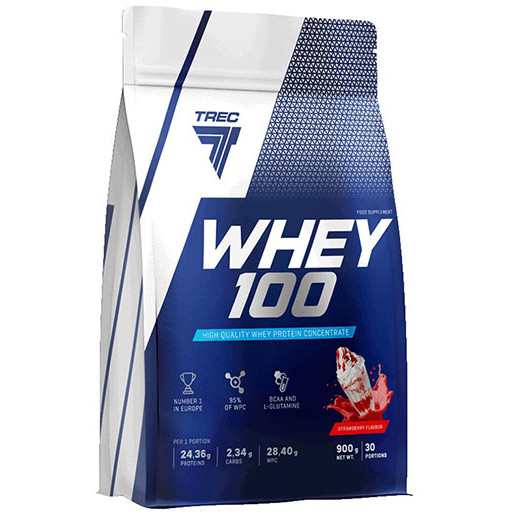 TREC
FOOD SUPPLEMENT
WHEY
100
HIGH QUALITY WHEY PROTEIN CONCENTRATE
NUMBER 1
IN EUROPE
95%
OF WPC
BCAA AND
L-GLUTAMINE
STRAWBERRY FLAVOUR
PER 1 PORTION
24,36g
PROTEINS
2,34g
CARBS
28,40g
WPC
900g
NET WT.
30
PORTIONS